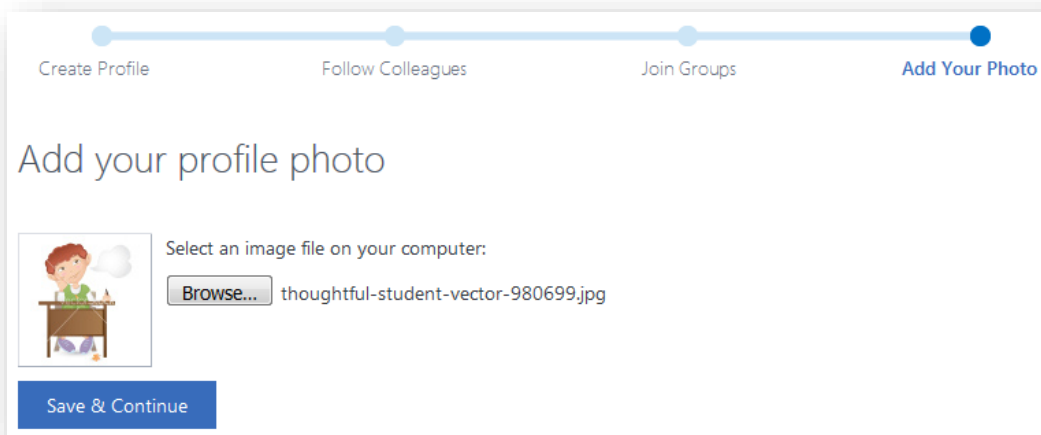 Create Profile Follow Colleagues Join Groups Add Your Photo
Add your profile photo
Select an image file on your computer:
Browse... thoughtful-student-vector-980699.jpg
Save & Continue